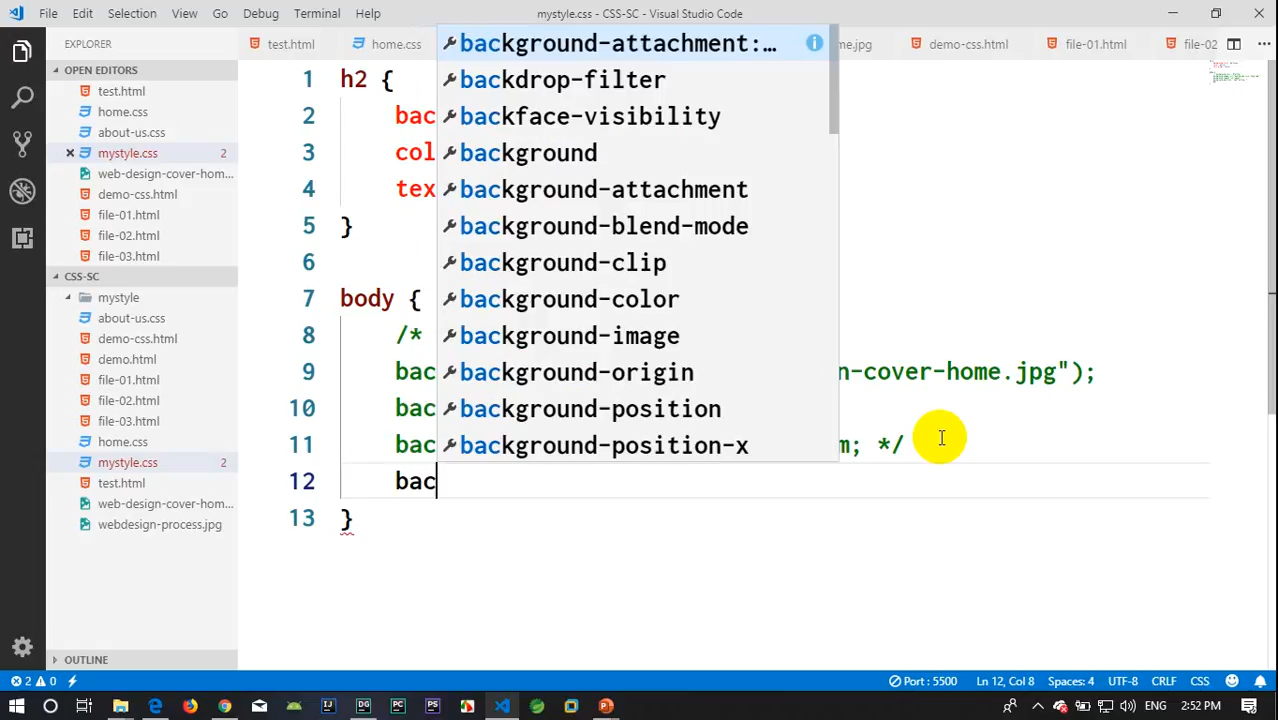 File Edit Selection View Go Debug Terminal Help
mystyle.css - CSS-SC - Visual Studio Code
EXPLORER
test.html
home.css
me.jpg
demo-css.html
file-01.html
file-02
OPEN EDITORS
test.html
home.css
about-us.css
mystyle.css 2
web-design-cover-hom...
demo-css.html
file-01.html
file-02.html
file-03.html
CSS-SC
mystyle
about-us.css
demo-css.html
demo.html
file-01.html
file-02.html
file-03.html
home.css
mystyle.css 2
test.html
web-design-cover-hom...
webdesign-process.jpg
OUTLINE
1 h2 {
2 bac
3 col
4 tex
5 }
6
7 body {
8 /*
9 bac n-cover-home.jpg");
10 bac
11 bac m; */
12 bac
13 }
background-attachment:…
backdrop-filter
backface-visibility
background
background-attachment
background-blend-mode
background-clip
background-color
background-image
background-origin
background-position
background-position-x
2 0
Port : 5500
Ln 12, Col 8
Spaces: 4
UTF-8
CRLF
CSS
IJ
DG
PC
PS
ENG
2:52 PM